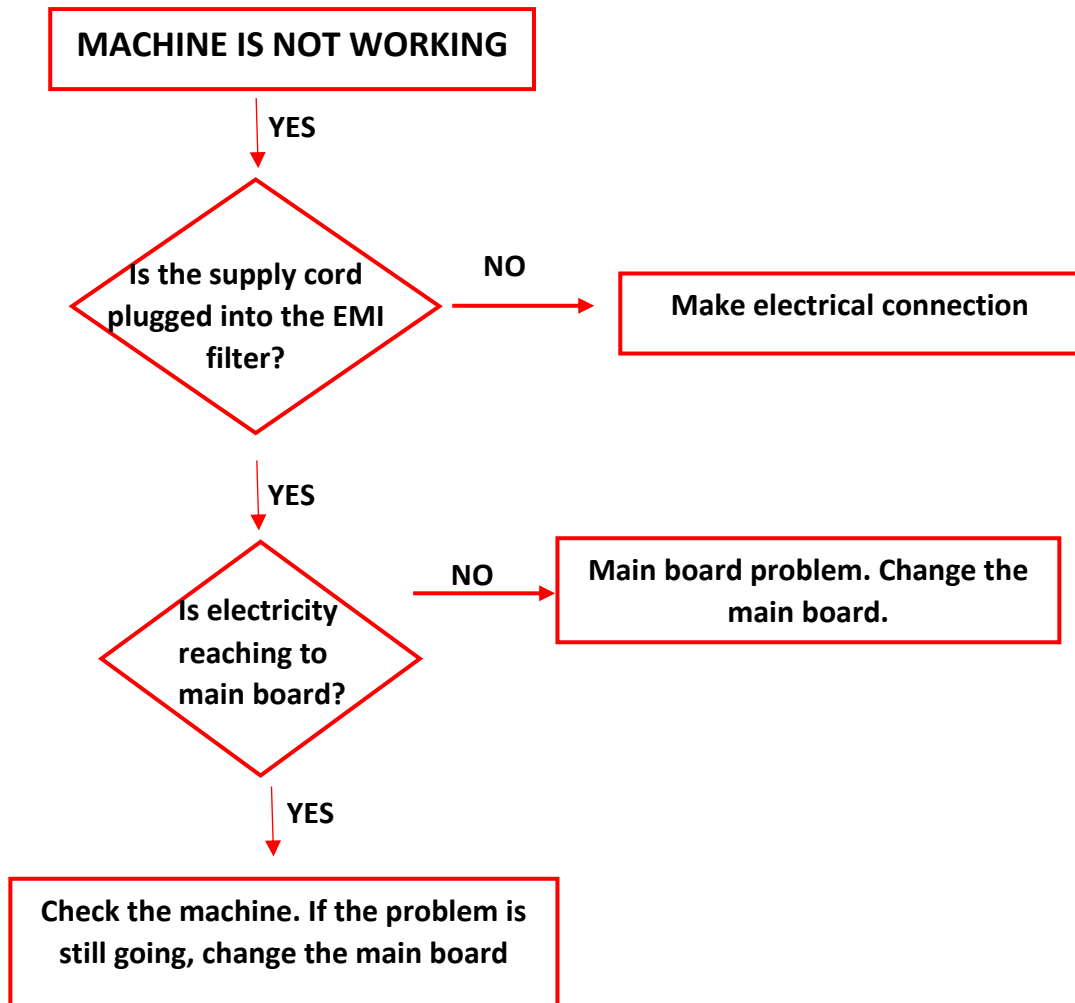 MACHINE IS NOT WORKING
YES
Is the supply cord
plugged into the EMI
filter?
NO
Make electrical connection
YES
Is electricity
reaching to
main board?
NO
Main board problem. Change the
main board.
YES
Check the machine. If the problem is
still going, change the main board